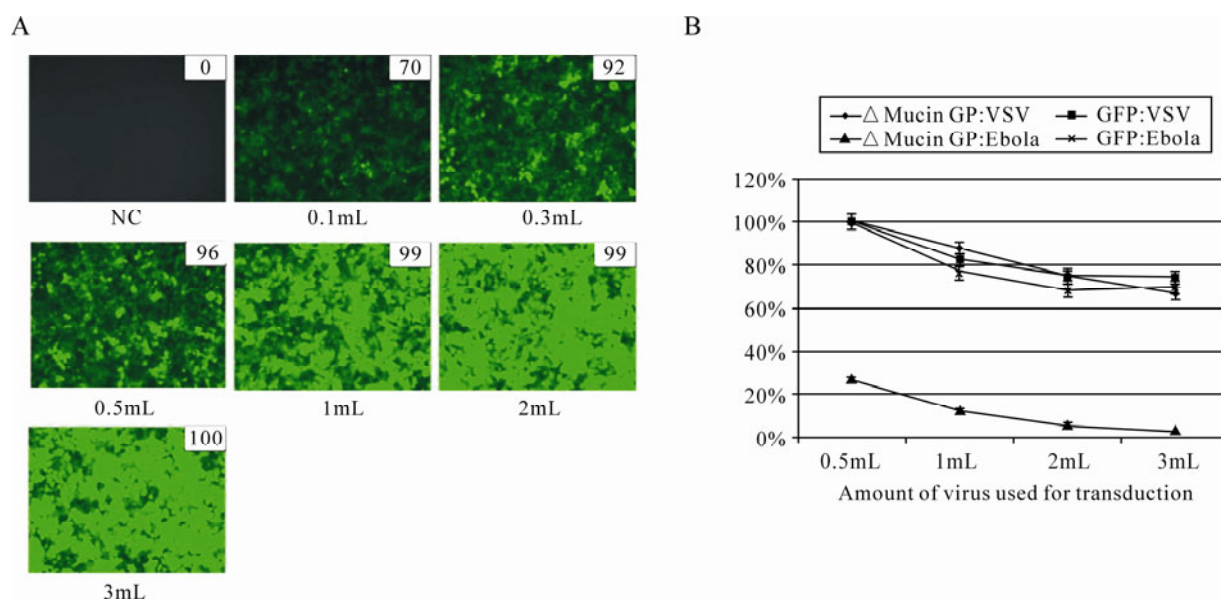 A
0
70
92
NC
0.1mL
0.3mL
96
99
99
0.5mL
1mL
2mL
100
3mL
B
△ Mucin GP:VSV
GFP:VSV
△ Mucin GP:Ebola
GFP:Ebola
120%
100%
80%
60%
40%
20%
0%
0.5mL
1mL
2mL
3mL
Amount of virus used for transduction